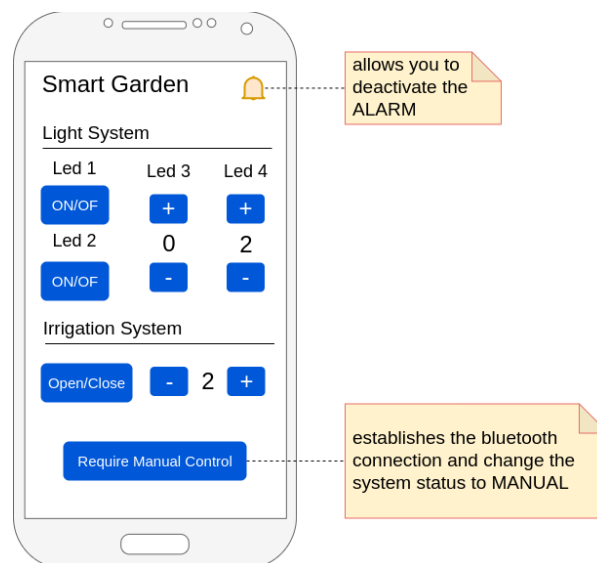 Smart Garden
allows you to
deactivate the
ALARM
Light System
Led 1
Led 3
Led 4
ON/OF
+
+
Led 2
0
2
ON/OF
-
-
Irrigation System
Open/Close
-
2
+
Require Manual Control
establishes the bluetooth
connection and change the
system status to MANUAL